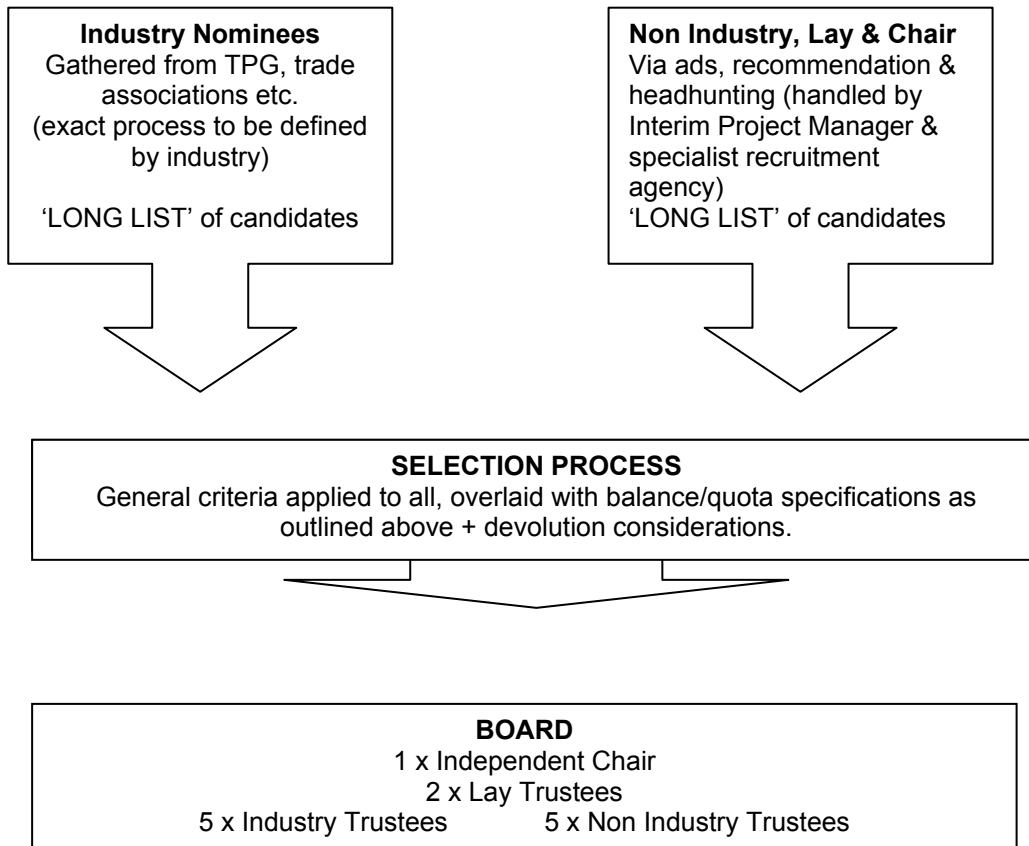 Industry Nominees
Gathered from TPG, trade
associations etc.
(exact process to be defined
by industry)
‘LONG LIST’ of candidates
Non Industry, Lay & Chair
Via ads, recommendation &
headhunting (handled by
Interim Project Manager &
specialist recruitment
agency)
‘LONG LIST’ of candidates
SELECTION PROCESS
General criteria applied to all, overlaid with balance/quota specifications as
outlined above + devolution considerations.
BOARD
1 x Independent Chair
2 x Lay Trustees
5 x Industry Trustees 5 x Non Industry Trustees